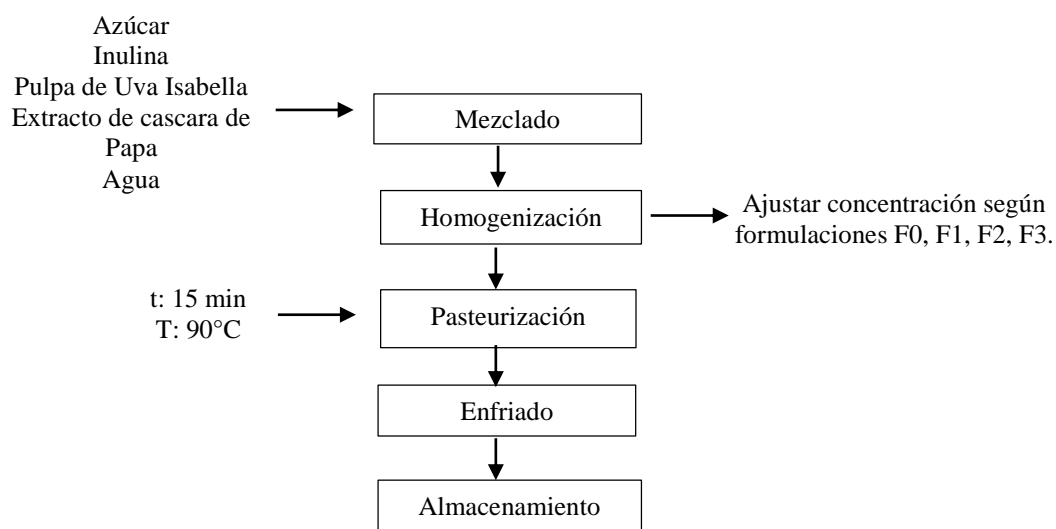 Azúcar
Inulina
Pulpa de Uva Isabella
Extracto de cascara de
Papa
Agua
Mezclado
Homogenización
Ajustar concentración según
formulaciones F0, F1, F2, F3.
t: 15 min
T: 90°C
Pasteurización
Enfriado
Almacenamiento